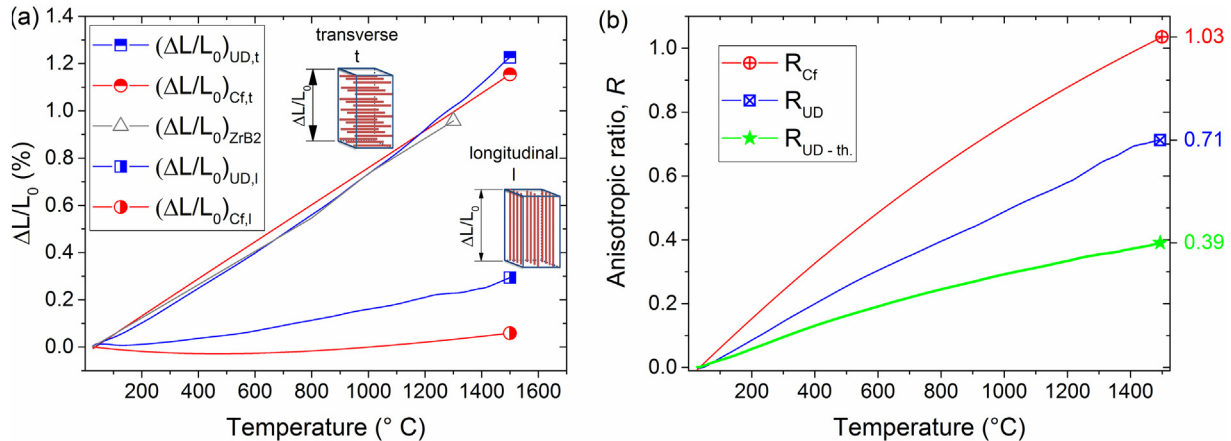 (a)
(ΔL/L₀)UD,t
(ΔL/L₀)Cf,t
(ΔL/L₀)ZrB2
(ΔL/L₀)UD,l
(ΔL/L₀)Cf,l
transverse
t
ΔL/L₀
longitudinal
l
ΔL/L₀
ΔL/L₀ (%)
1.4
1.2
1.0
0.8
0.6
0.4
0.2
0.0
200 400 600 800 1000 1200 1400 1600
Temperature (° C)
(b)
R_Cf
R_UD
R_UD - th.
Anisotropic ratio, R
1.0
0.8
0.6
0.4
0.2
0.0
1.03
0.71
0.39
200 400 600 800 1000 1200 1400
Temperature (°C)